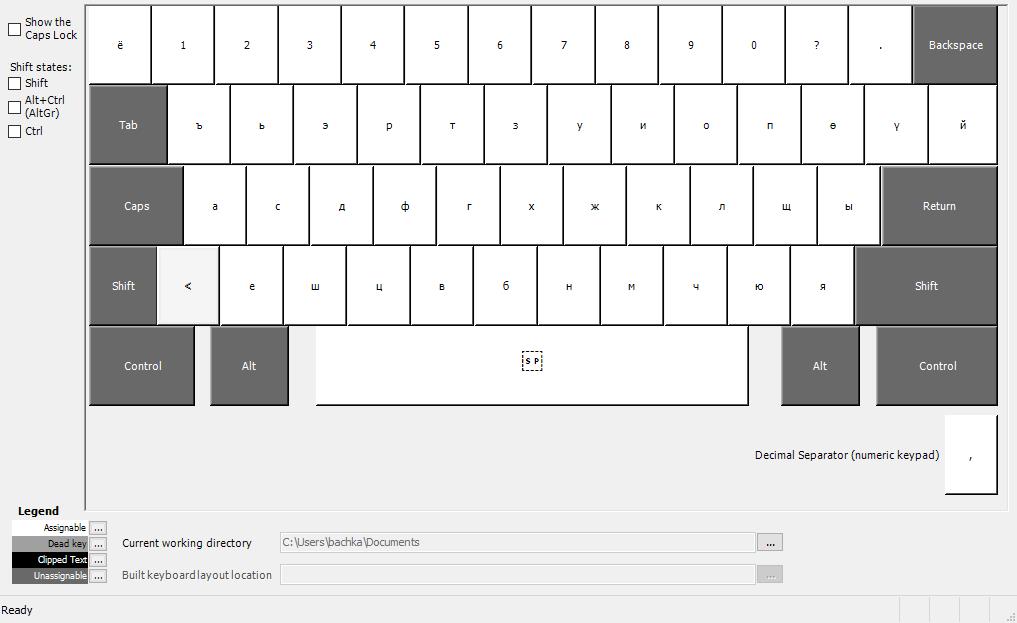 Show the
Caps Lock
Shift states:
Shift
Alt+Ctrl
(AltGr)
Ctrl
ё 1 2 3 4 5 6 7 8 9 0 ? . Backspace
Tab ъ ь э р т з у и о п ө ү й
Caps а с д ф г х ж к л щ ы Return
Shift < е ш ц в б н м ч ю я Shift
Control Alt SP Alt Control
Decimal Separator (numeric keypad) ,
Legend
Assignable ...
Dead key ...
Clipped Text ...
Unassignable ...
Current working directory C:\Users\bachka\Documents ...
Built keyboard layout location ...
Ready